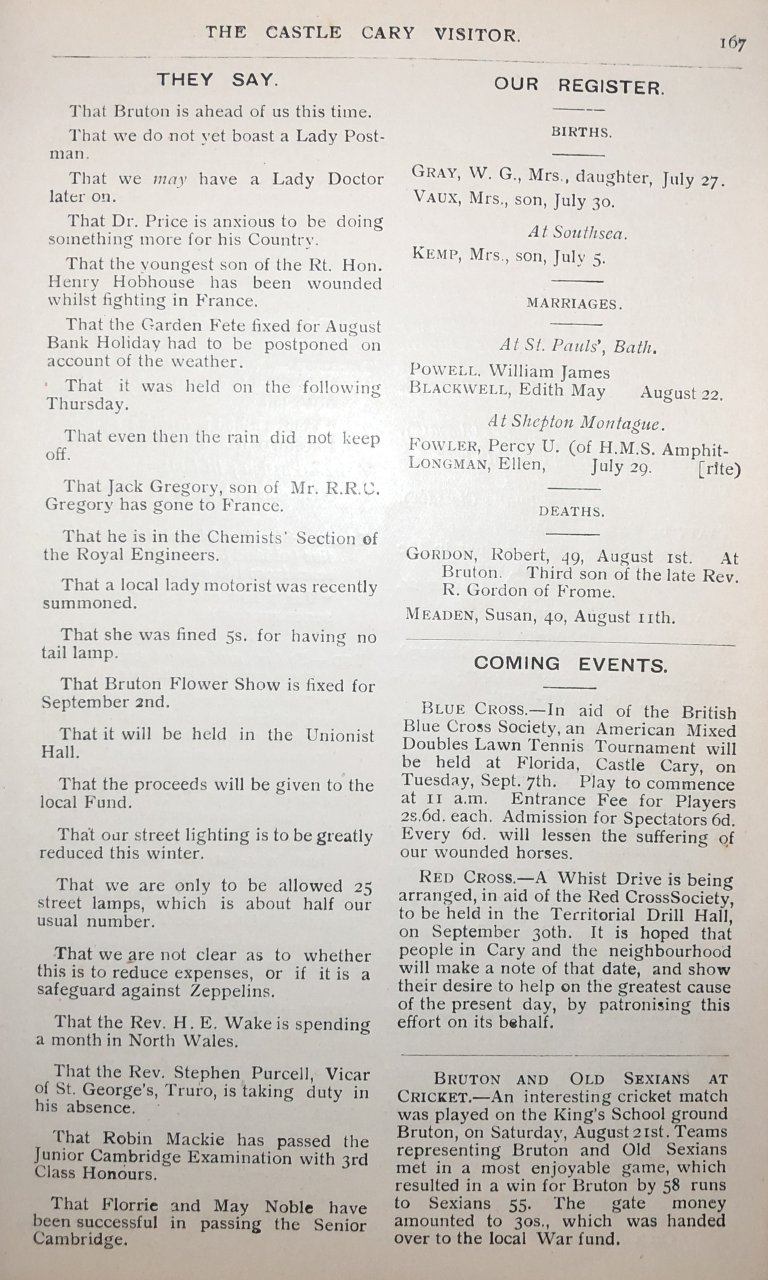 THE CASTLE CARY VISITOR.
167
THEY SAY.
That Bruton is ahead of us this time.
That we do not yet boast a Lady Post-
man.
That we may have a Lady Doctor
later on.
That Dr. Price is anxious to be doing
something more for his Country.
That the youngest son of the Rt. Hon.
Henry Hobhouse has been wounded
whilst fighting in France.
That the Garden Fete fixed for August
Bank Holiday had to be postponed on
account of the weather.
That it was held on the following
Thursday.
That even then the rain did not keep
off.
That Jack Gregory, son of Mr. R.R.C.
Gregory has gone to France.
That he is in the Chemists' Section of
the Royal Engineers.
That a local lady motorist was recently
summoned.
That she was fined 5s. for having no
tail lamp.
That Bruton Flower Show is fixed for
September 2nd.
That it will be held in the Unionist
Hall.
That the proceeds will be given to the
local Fund.
That our street lighting is to be greatly
reduced this winter.
That we are only to be allowed 25
street lamps, which is about half our
usual number.
That we are not clear as to whether
this is to reduce expenses, or if it is a
safeguard against Zeppelins.
That the Rev. H. E. Wake is spending
a month in North Wales.
That the Rev. Stephen Purcell, Vicar
of St. George's, Truro, is taking duty in
his absence.
That Robin Mackie has passed the
Junior Cambridge Examination with 3rd
Class Honours.
That Florrie and May Noble have
been successful in passing the Senior
Cambridge.
OUR REGISTER.
BIRTHS.
GRAY, W. G., Mrs., daughter, July 27.
VAUX, Mrs., son, July 30.
At Southsea.
KEMP, Mrs., son, July 5.
MARRIAGES.
At St. Pauls', Bath.
POWELL, William James
BLACKWELL, Edith May August 22.
At Shepton Montague.
FOWLER, Percy U. (of H.M.S. Amphit-
LONGMAN, Ellen, July 29. [rite)
DEATHS.
GORDON, Robert, 49, August 1st. At
Bruton. Third son of the late Rev.
R. Gordon of Frome.
MEADEN, Susan, 40, August 11th.
COMING EVENTS.
BLUE CROSS.—In aid of the British
Blue Cross Society, an American Mixed
Doubles Lawn Tennis Tournament will
be held at Florida, Castle Cary, on
Tuesday, Sept. 7th. Play to commence
at 11 a.m. Entrance Fee for Players
2s.6d. each. Admission for Spectators 6d.
Every 6d. will lessen the suffering of
our wounded horses.
RED CROSS.—A Whist Drive is being
arranged, in aid of the Red CrossSociety,
to be held in the Territorial Drill Hall,
on September 30th. It is hoped that
people in Cary and the neighbourhood
will make a note of that date, and show
their desire to help on the greatest cause
of the present day, by patronising this
effort on its behalf.
BRUTON AND OLD SEXIANS AT
CRICKET.—An interesting cricket match
was played on the King's School ground
Bruton, on Saturday, August 21st. Teams
representing Bruton and Old Sexians
met in a most enjoyable game, which
resulted in a win for Bruton by 58 runs
to Sexians 55. The gate money
amounted to 30s., which was handed
over to the local War fund.